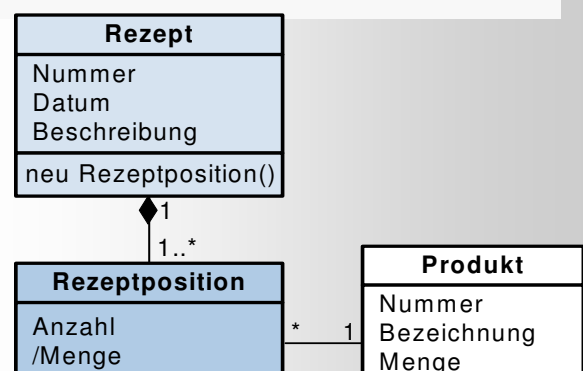 Rezept
Nummer
Datum
Beschreibung
neu Rezeptposition()
1
1..*
Rezeptposition
Anzahl
/Menge
* 1
Produkt
Nummer
Bezeichnung
Menge